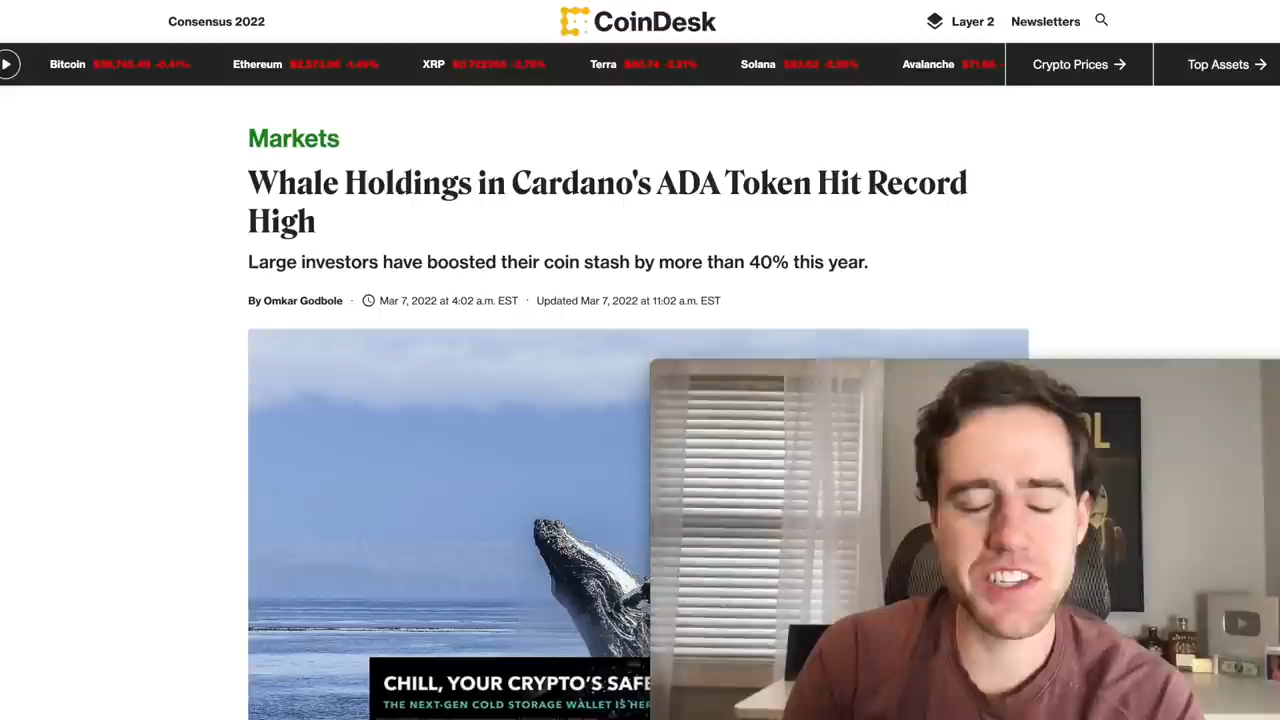 Consensus 2022
CoinDesk
Layer 2 Newsletters
Bitcoin Ethereum XRP Terra Solana Avalanche Crypto Prices → Top Assets →
Markets
Whale Holdings in Cardano's ADA Token Hit Record
High
Large investors have boosted their coin stash by more than 40% this year.
By Omkar Godbole · Mar 7, 2022 at 4:02 a.m. EST · Updated Mar 7, 2022 at 11:02 a.m. EST
CHILL, YOUR CRYPTO'S SAFE
THE NEXT-GEN COLD STORAGE WALLET IS HER